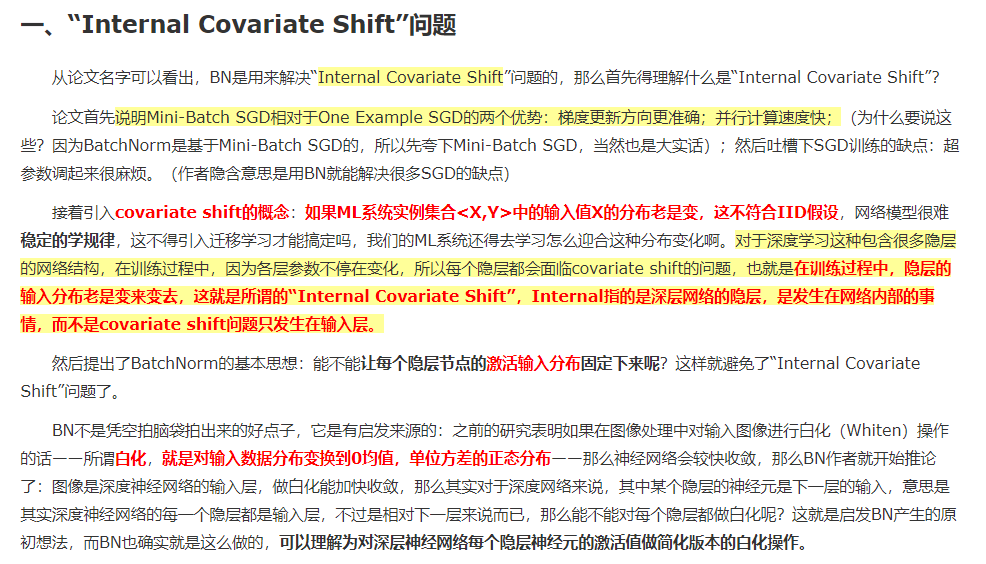 一、“Internal Covariate Shift”问题
从论文名字可以看出，BN是用来解决“Internal Covariate Shift”问题的，那么首先得理解什么是“Internal Covariate Shift”？
论文首先说明Mini-Batch SGD相对于One Example SGD的两个优势：梯度更新方向更准确；并行计算速度快；（为什么要说这
些？因为BatchNorm是基于Mini-Batch SGD的，所以先夸下Mini-Batch SGD，当然也是大实话）；然后吐槽下SGD训练的缺点：超
参数调起来很麻烦。（作者隐含意思是用BN就能解决很多SGD的缺点）
接着引入covariate shift的概念：如果ML系统实例集合<X,Y>中的输入值X的分布老是变，这不符合IID假设，网络模型很难
稳定的学规律，这不得引入迁移学习才能搞定吗，我们的ML系统还得去学习怎么迎合这种分布变化啊。对于深度学习这种包含很多隐层
的网络结构，在训练过程中，因为各层参数不停在变化，所以每个隐层都会面临covariate shift的问题，也就是在训练过程中，隐层的
输入分布老是变来变去，这就是所谓的“Internal Covariate Shift”，Internal指的是深层网络的隐层，是发生在网络内部的事
情，而不是covariate shift问题只发生在输入层。
然后提出了BatchNorm的基本思想：能不能让每个隐层节点的激活输入分布固定下来呢？这样就避免了“Internal Covariate
Shift”问题了。
BN不是凭空拍脑袋拍出来的好点子，它是有启发来源的：之前的研究表明如果在图像处理中对输入图像进行白化（Whiten）操作
的话——所谓白化，就是对输入数据分布变换到0均值，单位方差的正态分布——那么神经网络会较快收敛，那么BN作者就开始推论
了：图像是深度神经网络的输入层，做白化能加快收敛，那么其实对于深度网络来说，其中某个隐层的神经元是下一层的输入，意思是
其实深度神经网络的每一个隐层都是输入层，不过是相对下一层来说而已，那么能不能对每个隐层都做白化呢？这就是启发BN产生的原
初想法，而BN也确实就是这么做的，可以理解为对深层神经网络每个隐层神经元的激活值做简化版本的白化操作。